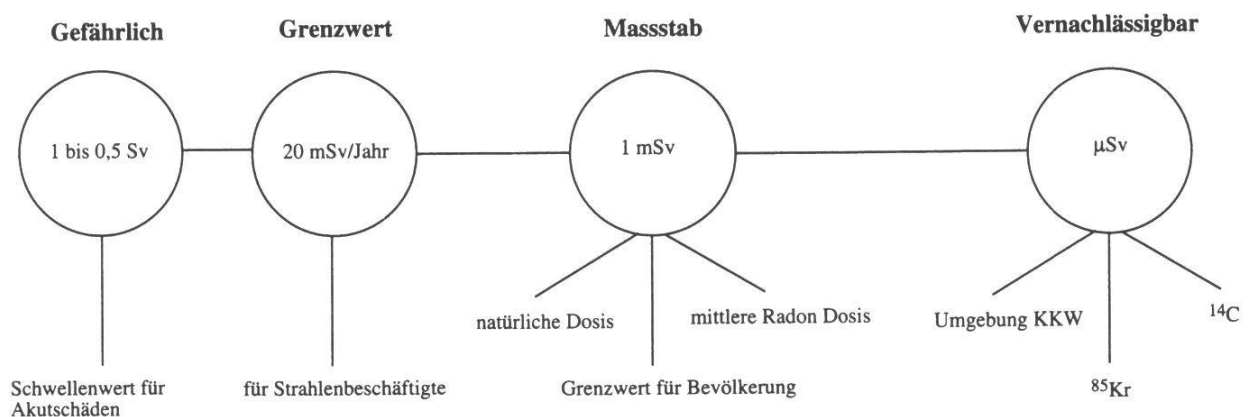 Gefährlich
Grenzwert
Massstab
Vernachlässigbar
1 bis 0,5 Sv
20 mSv/Jahr
1 mSv
µSv
natürliche Dosis
mittlere Radon Dosis
Umgebung KKW
¹⁴C
Schwellenwert für
Akutschäden
für Strahlenbeschäftigte
Grenzwert für Bevölkerung
⁸⁵Kr